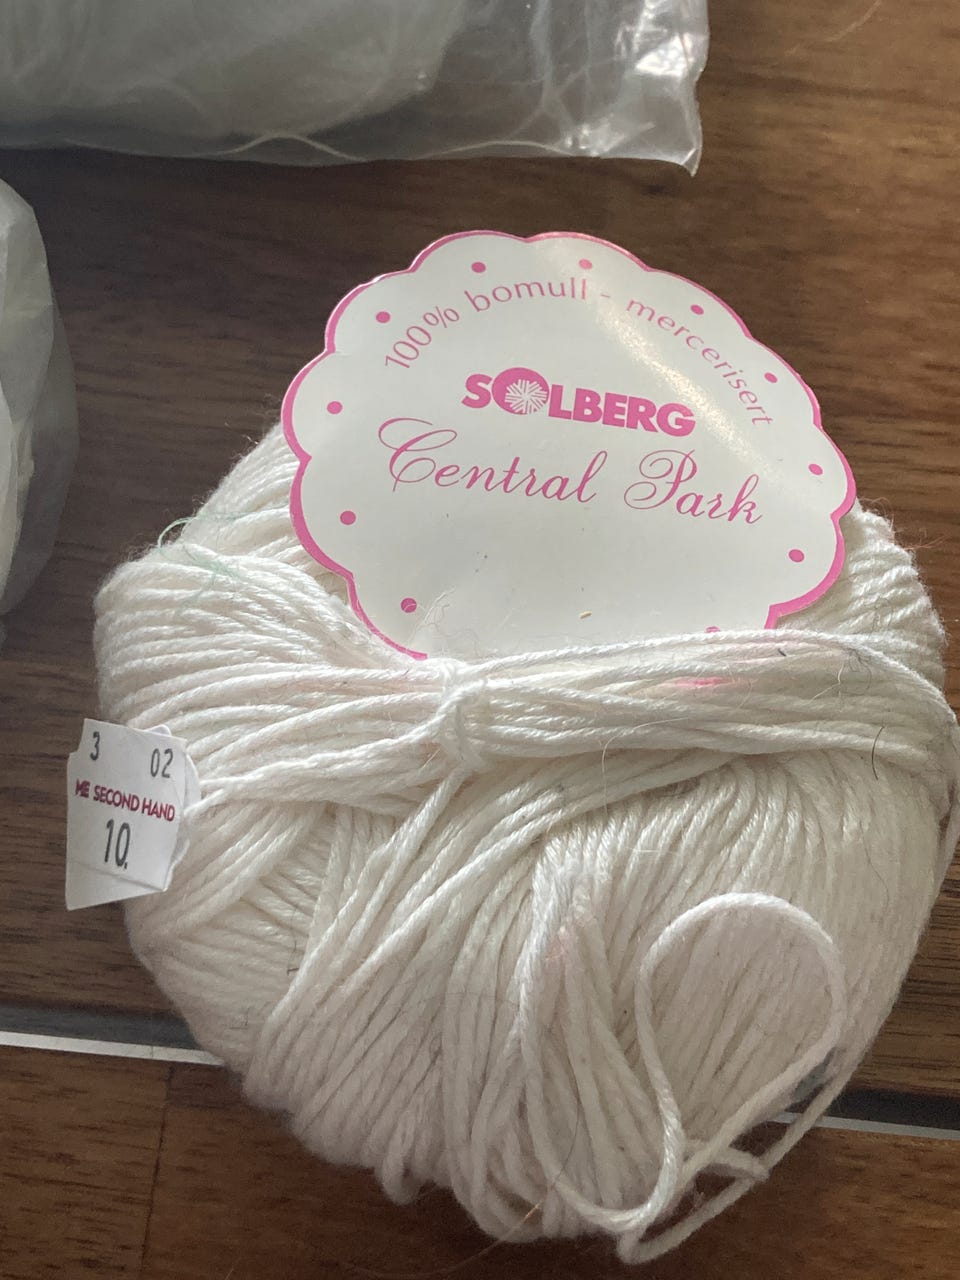 100% bomull - mercerisert
SOLBERG
Central Park
3 02
ME SECOND HAND
10.